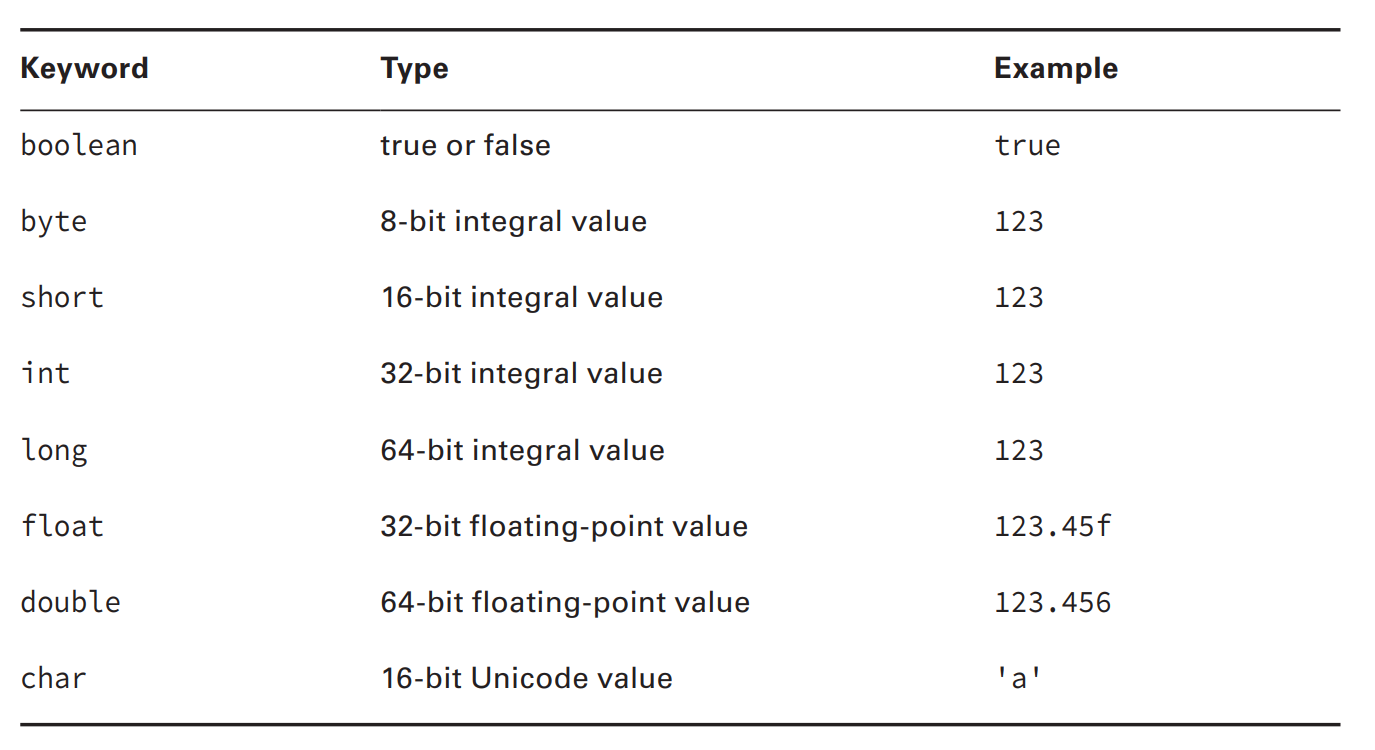 Keyword Type Example
boolean true or false true
byte 8-bit integral value 123
short 16-bit integral value 123
int 32-bit integral value 123
long 64-bit integral value 123
float 32-bit floating-point value 123.45f
double 64-bit floating-point value 123.456
char 16-bit Unicode value 'a'